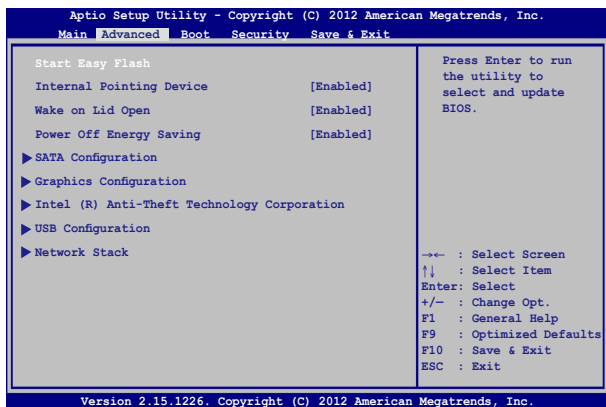 Aptio Setup Utility - Copyright (C) 2012 American Megatrends, Inc.
Main Advanced Boot Security Save & Exit
Start Easy Flash
Internal Pointing Device [Enabled]
Wake on Lid Open [Enabled]
Power Off Energy Saving [Enabled]
SATA Configuration
Graphics Configuration
Intel (R) Anti-Theft Technology Corporation
USB Configuration
Network Stack
Press Enter to run
the utility to
select and update
BIOS.
→← : Select Screen
↑↓ : Select Item
Enter: Select
+/— : Change Opt.
F1 : General Help
F9 : Optimized Defaults
F10 : Save & Exit
ESC : Exit
Version 2.15.1226. Copyright (C) 2012 American Megatrends, Inc.